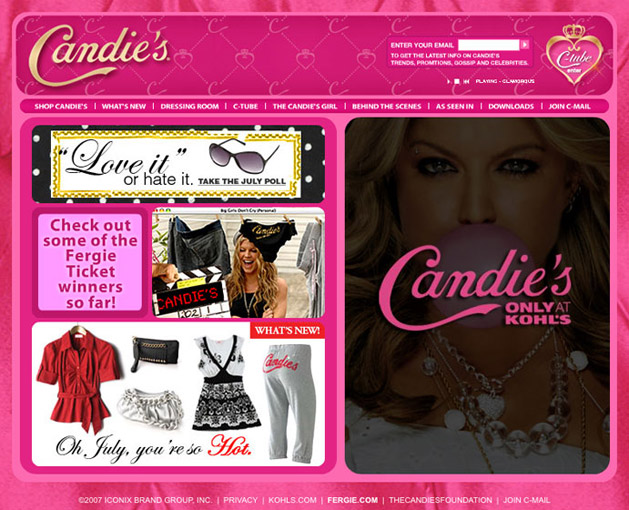 Candie's
ENTER YOUR EMAIL
TO GET THE LATEST INFO ON CANDIE'S
TRENDS, PROMTIONS, GOSSIP AND CELEBRITIES.
PLAYING - GLAMOROUS
C-tube
enter
SHOP CANDIE'S | WHAT'S NEW | DRESSING ROOM | C-TUBE | THE CANDIE'S GIRL | BEHIND THE SCENES | AS SEEN IN | DOWNLOADS | JOIN C-MAIL
"Love it"
or hate it. TAKE THE JULY POLL
Check out
some of the
Fergie
Ticket
winners
so far!
Big Girls Don't Cry (Personal)
Candie's
CANDIE'S
WHAT'S NEW!
Candies
Oh July, you're so Hot.
Candie's
ONLY AT
KOHL'S
©2007 ICONIX BRAND GROUP, INC. | PRIVACY | KOHLS.COM | FERGIE.COM | THECANDIESFOUNDATION | JOIN C-MAIL